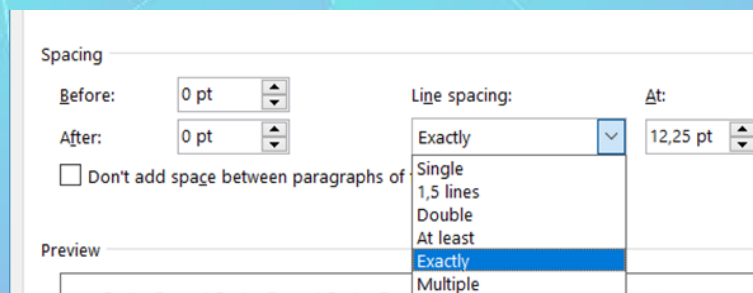 Spacing
Before: 0 pt Line spacing: At:
After: 0 pt Exactly 12,25 pt
Don't add space between paragraphs of
Single
1,5 lines
Double
At least
Exactly
Multiple
Preview